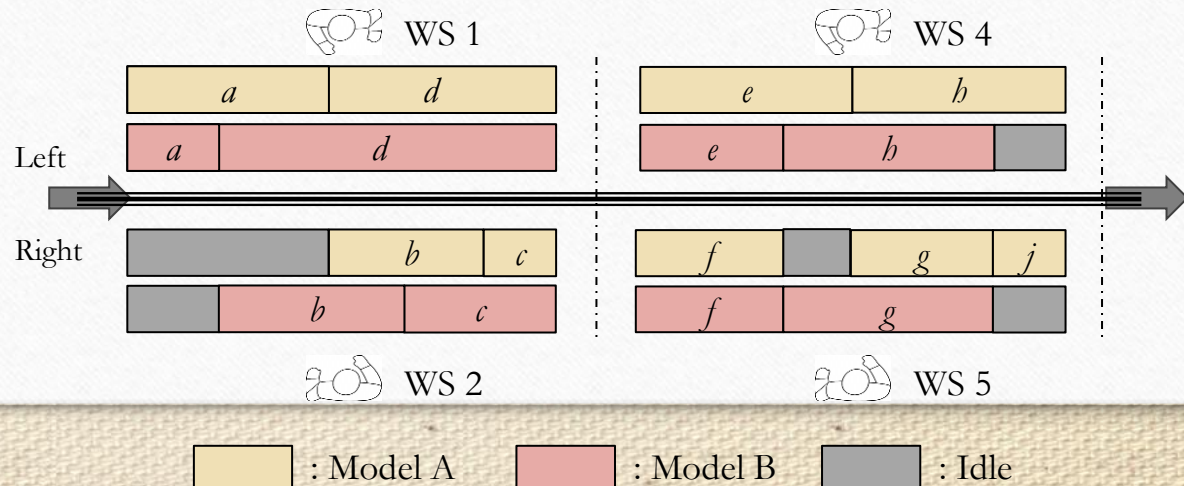 WS 1 WS 4
a d e h
a d e h
Left
Right
b c f g j
b c f g
WS 2 WS 5
: Model A : Model B : Idle